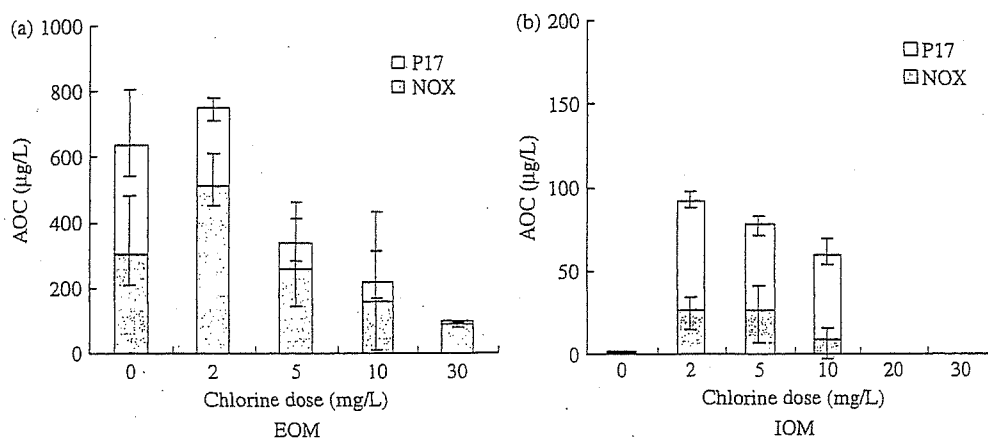 (a)
1000
800
600
400
200
0
AOC (µg/L)
P17
NOX
0 2 5 10 30
Chlorine dose (mg/L)
EOM
(b)
200
150
100
50
0
AOC (µg/L)
P17
NOX
0 2 5 10 20 30
Chlorine dose (mg/L)
IOM